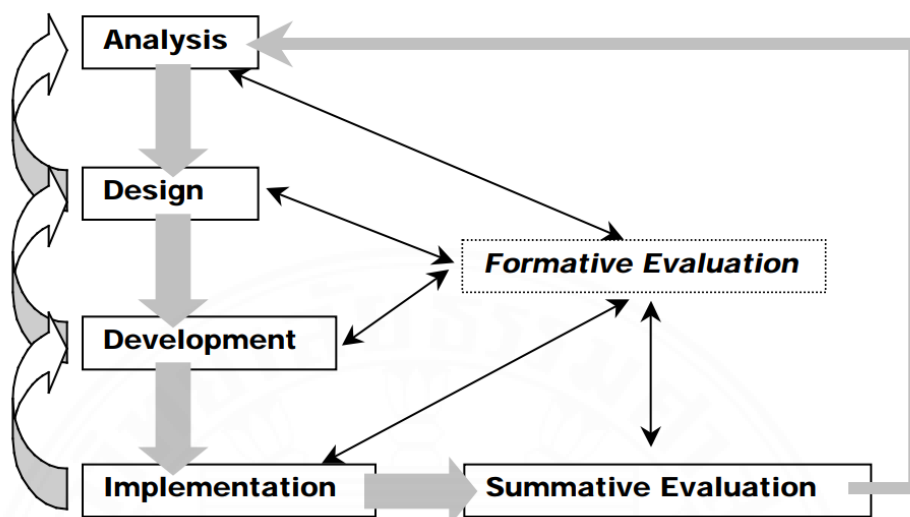 Analysis
Design
Formative Evaluation
Development
Implementation
Summative Evaluation